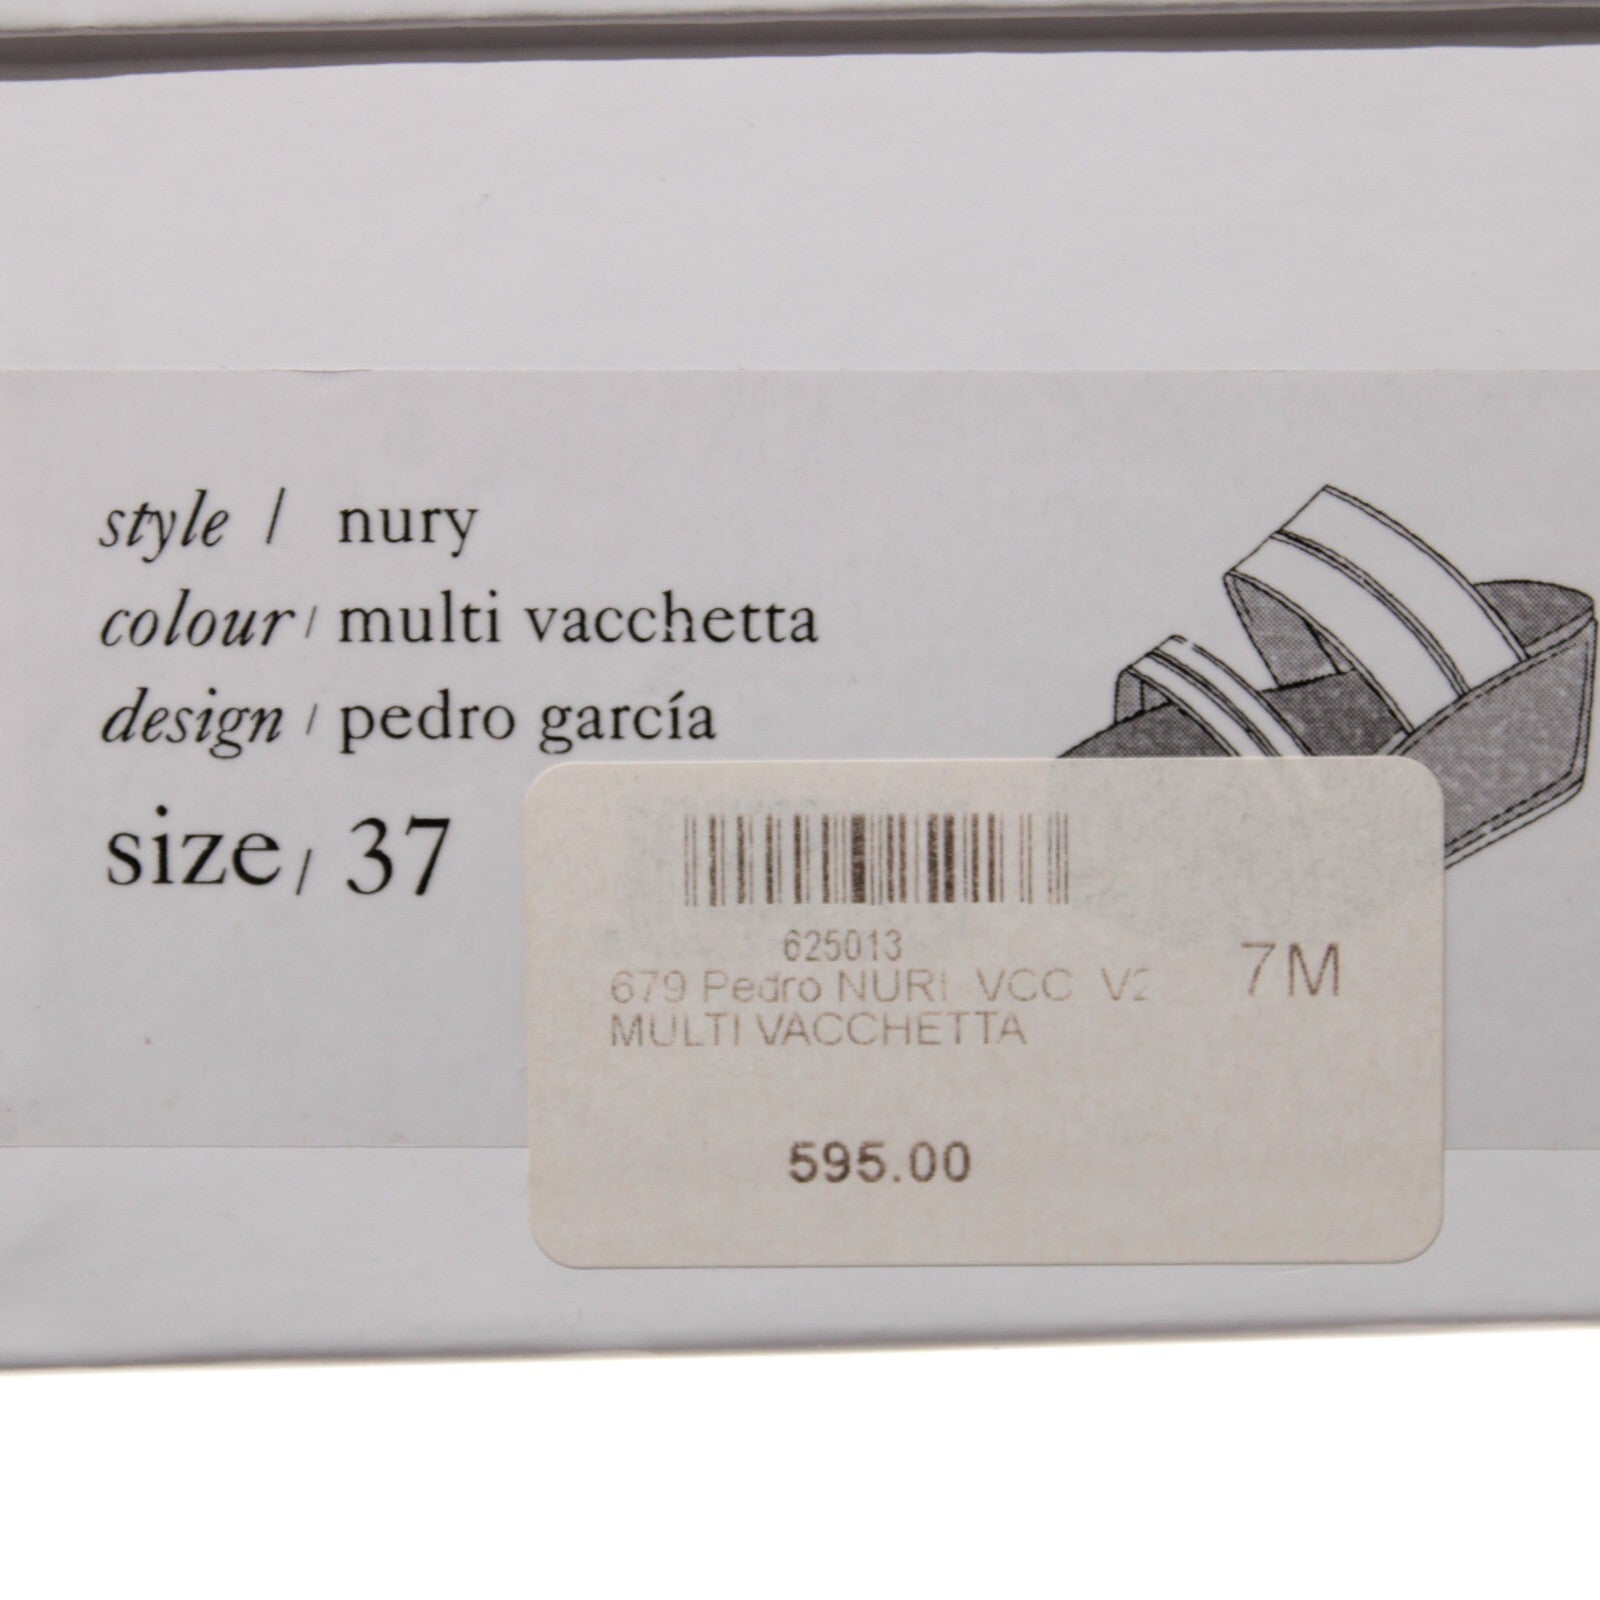 style / nury
colour / multi vacchetta
design / pedro garcía
size / 37
625013
679 Pedro NURI VCC V2
7M
MULTI VACCHETTA
595.00